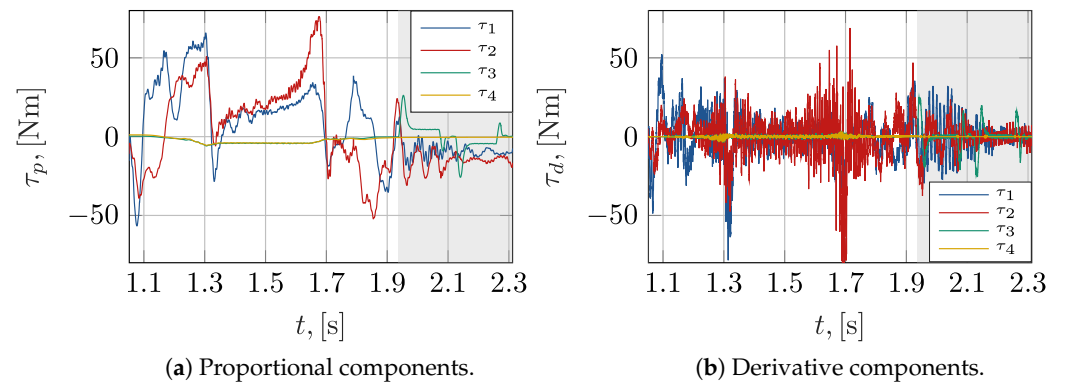 50
0
−50
τp, [Nm]
1.1 1.3 1.5 1.7 1.9 2.1 2.3
t, [s]
τ1
τ2
τ3
τ4
(a) Proportional components.
50
0
−50
τd, [Nm]
1.1 1.3 1.5 1.7 1.9 2.1 2.3
t, [s]
τ1
τ2
τ3
τ4
(b) Derivative components.